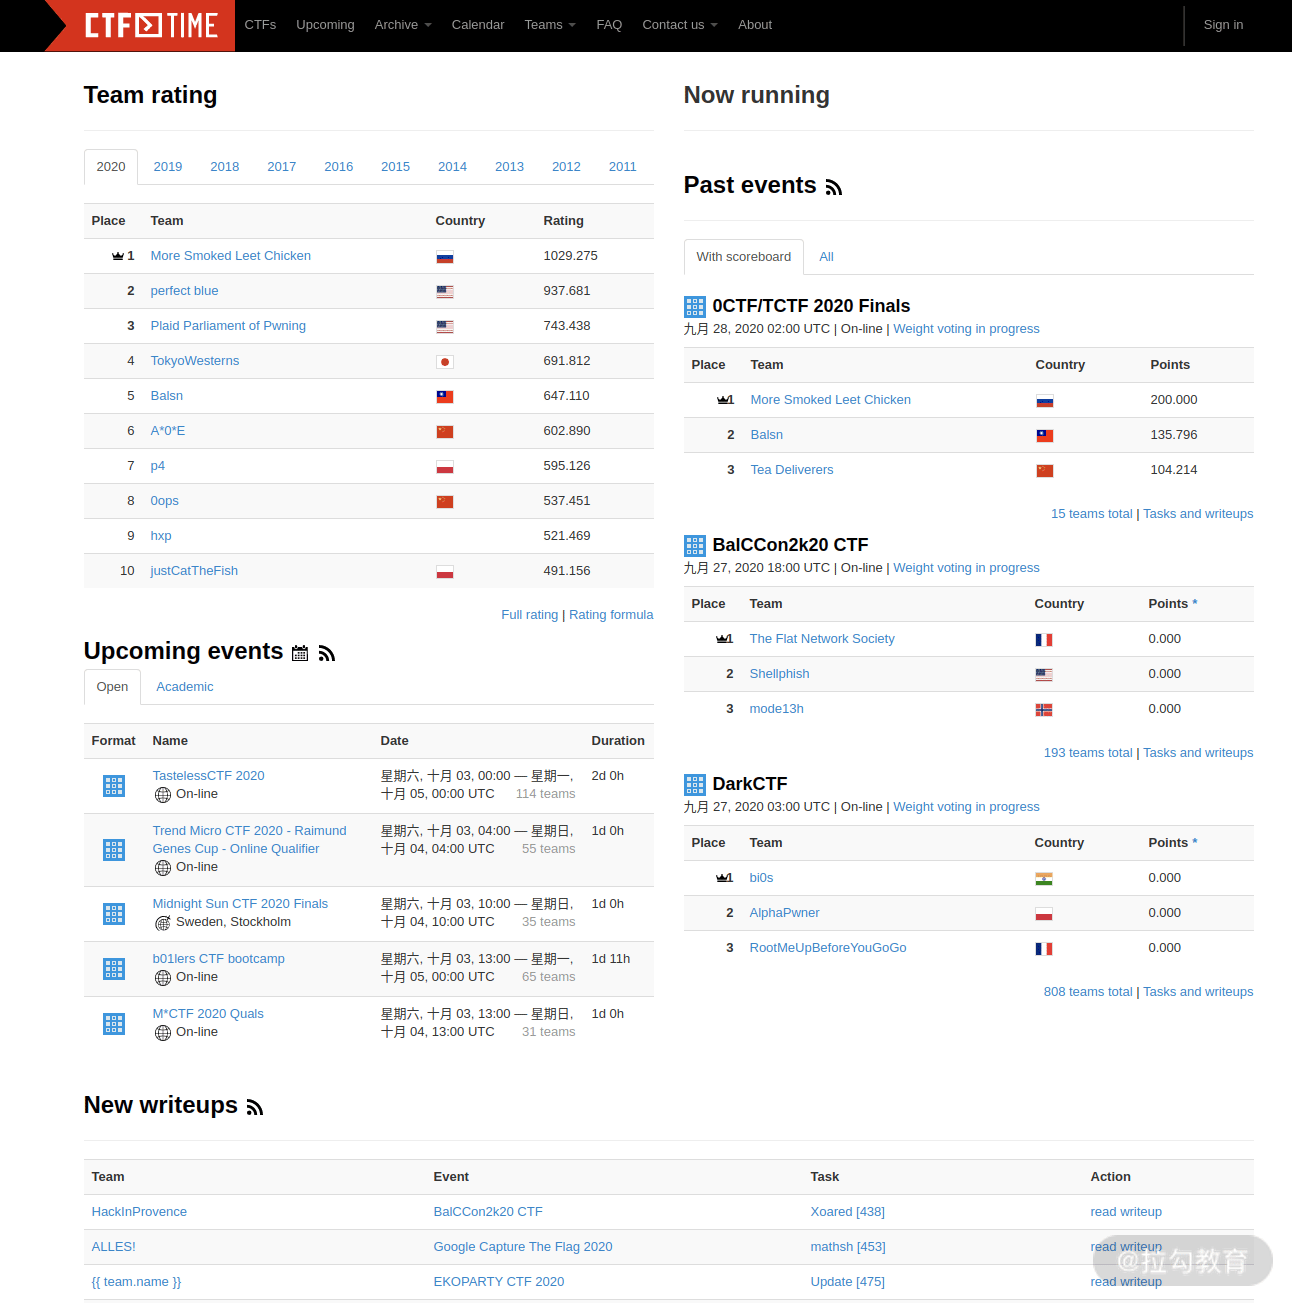 CTF TIME CTFs Upcoming Archive Calendar Teams FAQ Contact us About Sign in
Team rating
2020 2019 2018 2017 2016 2015 2014 2013 2012 2011
Place Team Country Rating
1 More Smoked Leet Chicken 1029.275
2 perfect blue 937.681
3 Plaid Parliament of Pwning 743.438
4 TokyoWesterns 691.812
5 Balsn 647.110
6 A*0*E 602.890
7 p4 595.126
8 0ops 537.451
9 hxp 521.469
10 justCatTheFish 491.156
Full rating | Rating formula
Upcoming events
Open Academic
Format Name Date Duration
TastelessCTF 2020 星期六, 十月 03, 00:00 — 星期一, 2d 0h
On-line 十月 05, 00:00 UTC 114 teams
Trend Micro CTF 2020 - Raimund 星期六, 十月 03, 04:00 — 星期日, 1d 0h
Genes Cup - Online Qualifier 十月 04, 04:00 UTC 55 teams
On-line
Midnight Sun CTF 2020 Finals 星期六, 十月 03, 10:00 — 星期日, 1d 0h
Sweden, Stockholm 十月 04, 10:00 UTC 35 teams
b01lers CTF bootcamp 星期六, 十月 03, 13:00 — 星期一, 1d 11h
On-line 十月 05, 00:00 UTC 65 teams
M*CTF 2020 Quals 星期六, 十月 03, 13:00 — 星期日, 1d 0h
On-line 十月 04, 13:00 UTC 31 teams
Now running
Past events
With scoreboard All
0CTF/TCTF 2020 Finals
九月 28, 2020 02:00 UTC | On-line | Weight voting in progress
Place Team Country Points
1 More Smoked Leet Chicken 200.000
2 Balsn 135.796
3 Tea Deliverers 104.214
15 teams total | Tasks and writeups
BalCCon2k20 CTF
九月 27, 2020 18:00 UTC | On-line | Weight voting in progress
Place Team Country Points *
1 The Flat Network Society 0.000
2 Shellphish 0.000
3 mode13h 0.000
193 teams total | Tasks and writeups
DarkCTF
九月 27, 2020 03:00 UTC | On-line | Weight voting in progress
Place Team Country Points *
1 bi0s 0.000
2 AlphaPwner 0.000
3 RootMeUpBeforeYouGoGo 0.000
808 teams total | Tasks and writeups
New writeups
Team Event Task Action
HackInProvence BalCCon2k20 CTF Xoared [438] read writeup
ALLES! Google Capture The Flag 2020 mathsh [453] read writeup
{{ team.name }} EKOPARTY CTF 2020 Update [475] read writeup
@拉勾教育